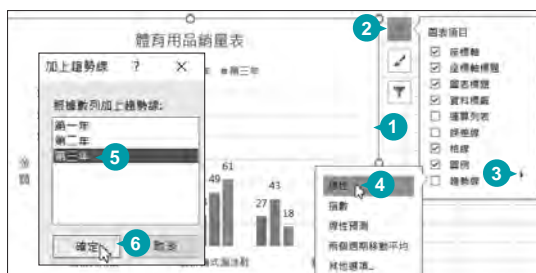 體育用品銷量表
第三年
加上趨勢線 ? ×
根據數列加上趨勢線:
第一年
第二年
第三年
5
確定
6
取消
金
額
49
61
43
27
18
1
2
圖表項目
座標軸
座標軸標題
圖表標題
資料標籤
運算列表
誤差線
格線
圖例
趨勢線
3
線性
4
指數
線性預測
兩個週期移動平均
其他選項...